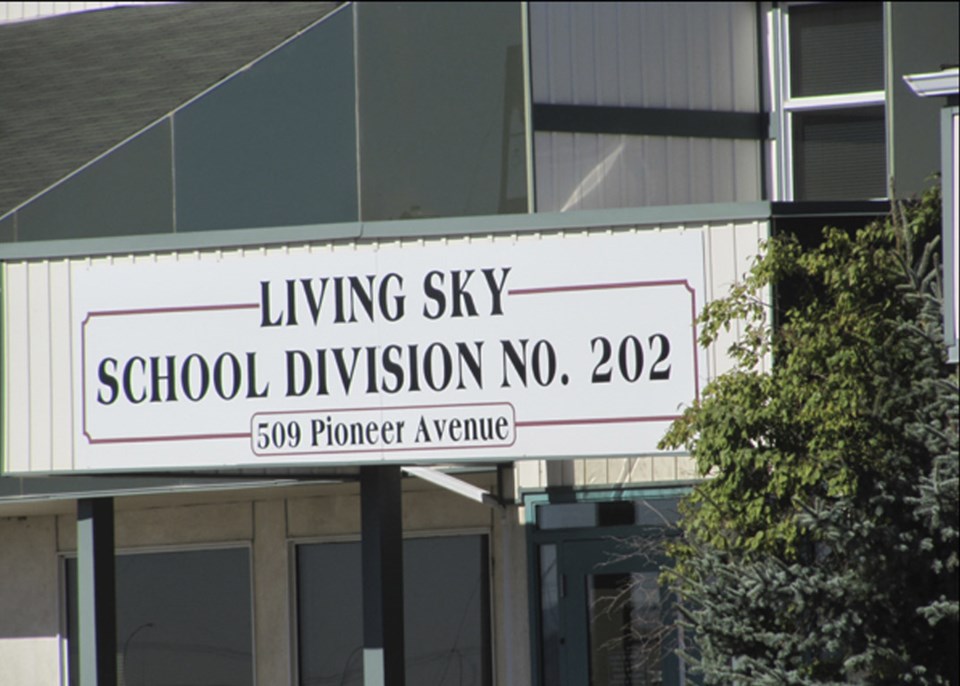 LIVING SKY
SCHOOL DIVISION NO. 202
509 Pioneer Avenue